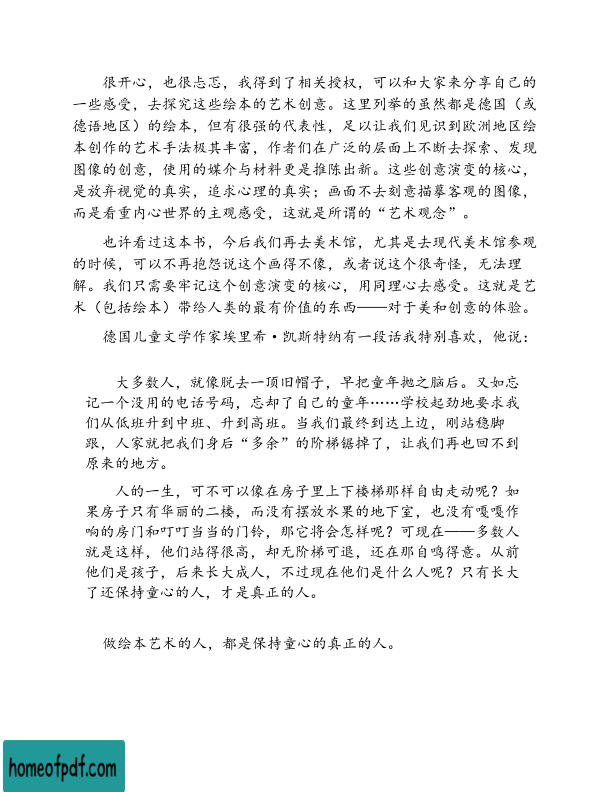 很开心，也很忐忑，我得到了相关授权，可以和大家来分享自己的
一些感受，去探究这些绘本的艺术创意。这里列举的虽然都是德国（或
德语地区）的绘本，但有很强的代表性，足以让我们见识到欧洲地区绘
本创作的艺术手法极其丰富，作者们在广泛的层面上不断去探索、发现
图像的创意，使用的媒介与材料更是推陈出新。这些创意演变的核心，
是放弃视觉的真实，追求心理的真实；画面不去刻意描摹客观的图像，
而是看重内心世界的主观感受，这就是所谓的“艺术观念”。
也许看过这本书，今后我们再去美术馆，尤其是去现代美术馆参观
的时候，可以不再抱怨说这个画得不像，或者说这个很奇怪，无法理
解。我们只需要牢记这个创意演变的核心，用同理心去感受。这就是艺
术（包括绘本）带给人类的最有价值的东西——对于美和创意的体验。
德国儿童文学作家埃里希·凯斯特纳有一段话我特别喜欢，他说：
大多数人，就像脱去一顶旧帽子，早把童年抛之脑后。又如忘
记一个没用的电话号码，忘却了自己的童年……学校起劲地要求我
们从低班升到中班、升到高班。当我们最终到达上边，刚站稳脚
跟，人家就把我们身后“多余”的阶梯锯掉了，让我们再也回不到
原来的地方。
人的一生，可不可以像在房子里上下楼梯那样自由走动呢？如
果房子只有华丽的二楼，而没有摆放水果的地下室，也没有嘎嘎作
响的房门和叮叮当当的门铃，那它将会怎样呢？可现在——多数人
就是这样，他们站得很高，却无阶梯可退，还在那自鸣得意。从前
他们是孩子，后来长大成人，不过现在他们是什么人呢？只有长大
了还保持童心的人，才是真正的人。
做绘本艺术的人，都是保持童心的真正的人。
homeofpdf.com